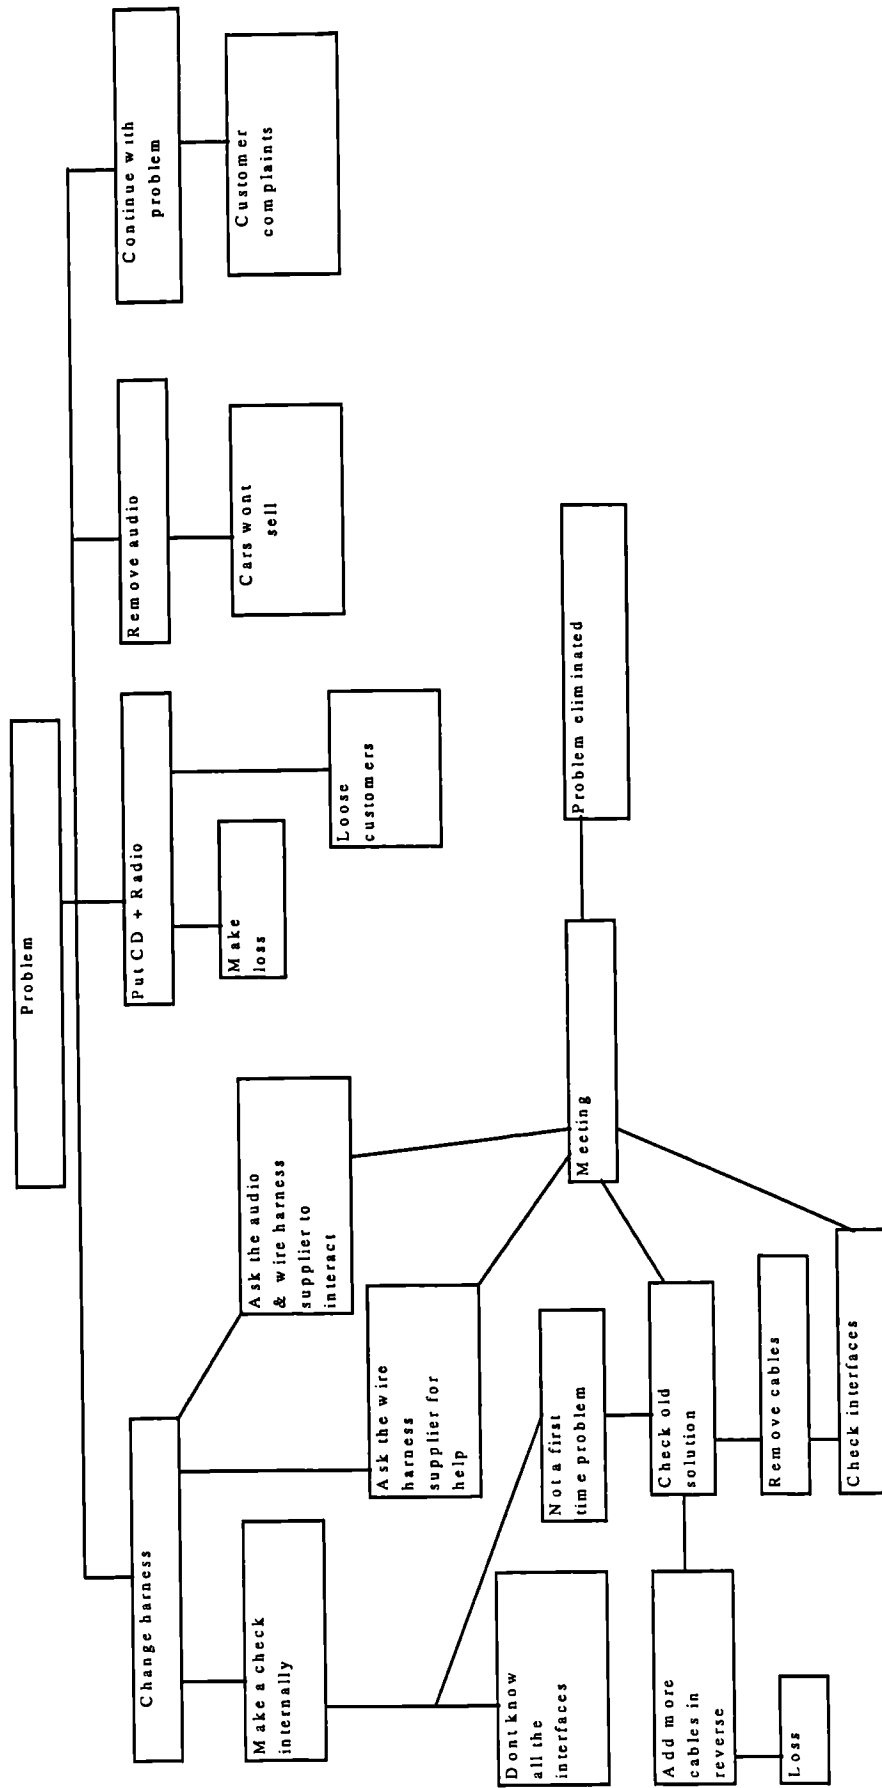 Problem
Change harness
Put CD + Radio
Remove audio
Continue with
problem
Make a check
internally
Ask the wire
harness
supplier for
help
Ask the audio
& wire harness
supplier to
interact
Make
loss
Loose
customers
Cars wont
sell
Customer
complaints
Dont know
all the
interfaces
Not a first
time problem
Meeting
Problem eliminated
Add more
cables in
reverse
Check old
solution
Loss
Remove cables
Check interfaces